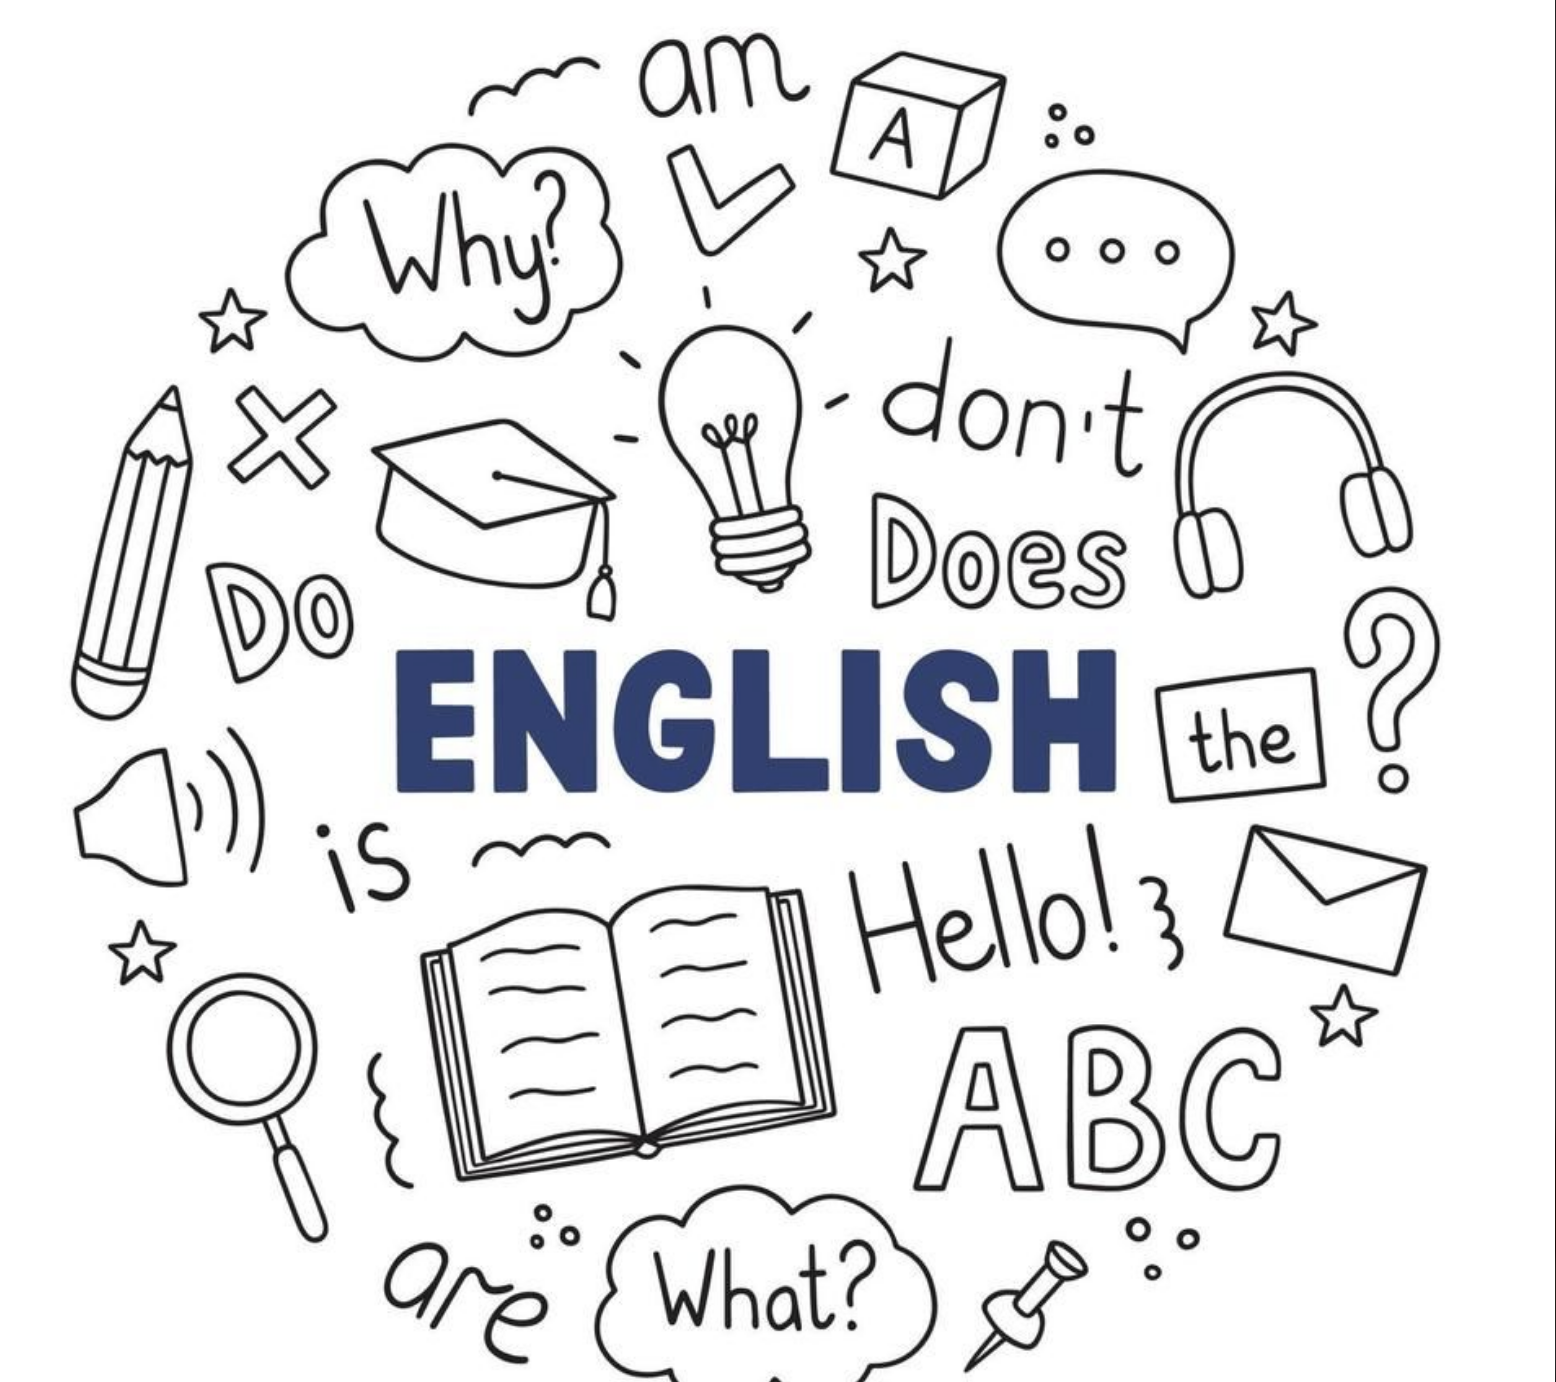 am
A
Why?
don't
Does
Do
ENGLISH
the
?
is
Hello!
ABC
are
What?